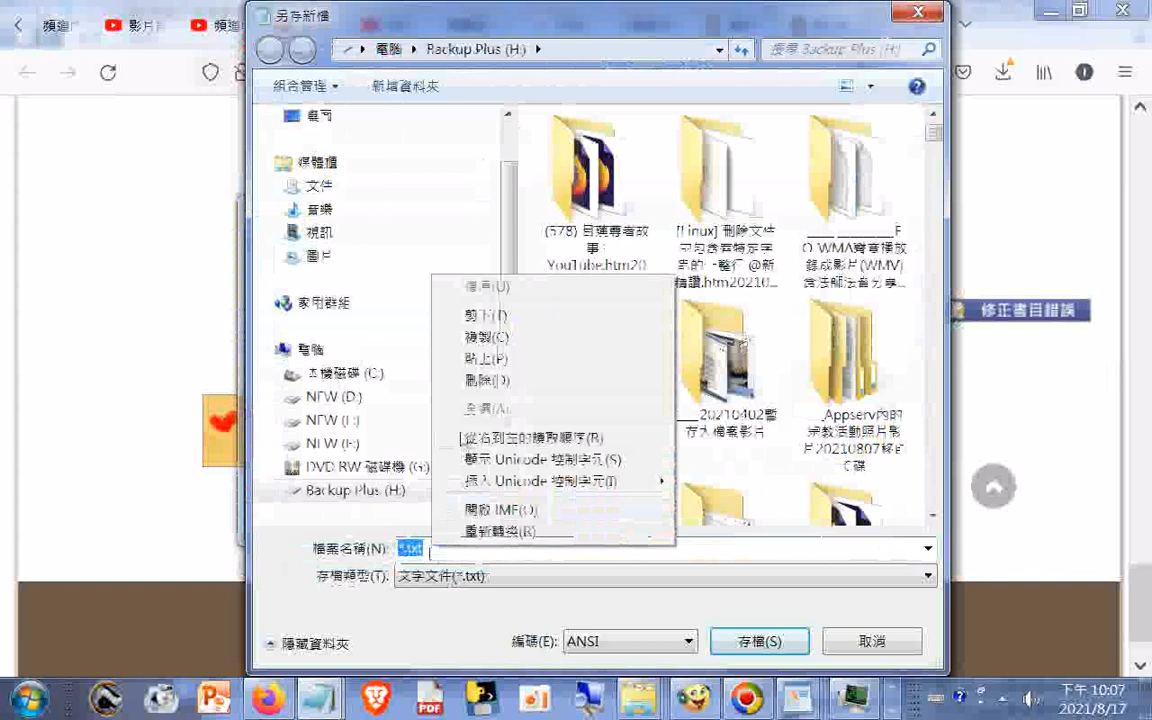 頻道
影片
頻道
另存新檔
電腦
Backup Plus (H:)
搜尋 Backup Plus (H:)
組合管理
新增資料夾
桌面
媒體櫃
文件
音樂
視訊
圖片
家用群組
電腦
本機磁碟 (C:)
NEW (D:)
NEW (E:)
NEW (F:)
DVD RW 磁碟機 (G:)
Backup Plus (H:)
(578) 目蓮尊者故
事：
YouTube.htm20
[Linux] 刪除文件
中包含有特定字
串的一整行 @新
精讚.htm20210...
O WMA聲音播放
錄成影片(WMV)
20210402暫
存大檔案影片
_Appserv內的
宗教活動照片影
片20210807移到
C碟
復原(U)
剪下(T)
複製(C)
貼上(P)
刪除(D)
全選(A)
從右到左的讀取順序(R)
顯示 Unicode 控制字元(S)
插入 Unicode 控制字元(I)
開啟 IME(O)
重新轉換(R)
修正書目錯誤
檔案名稱(N):
*.txt
存檔類型(T):
文字文件(*.txt)
隱藏資料夾
編碼(E):
ANSI
存檔(S)
取消
PDF
下午 10:07
2021/8/17